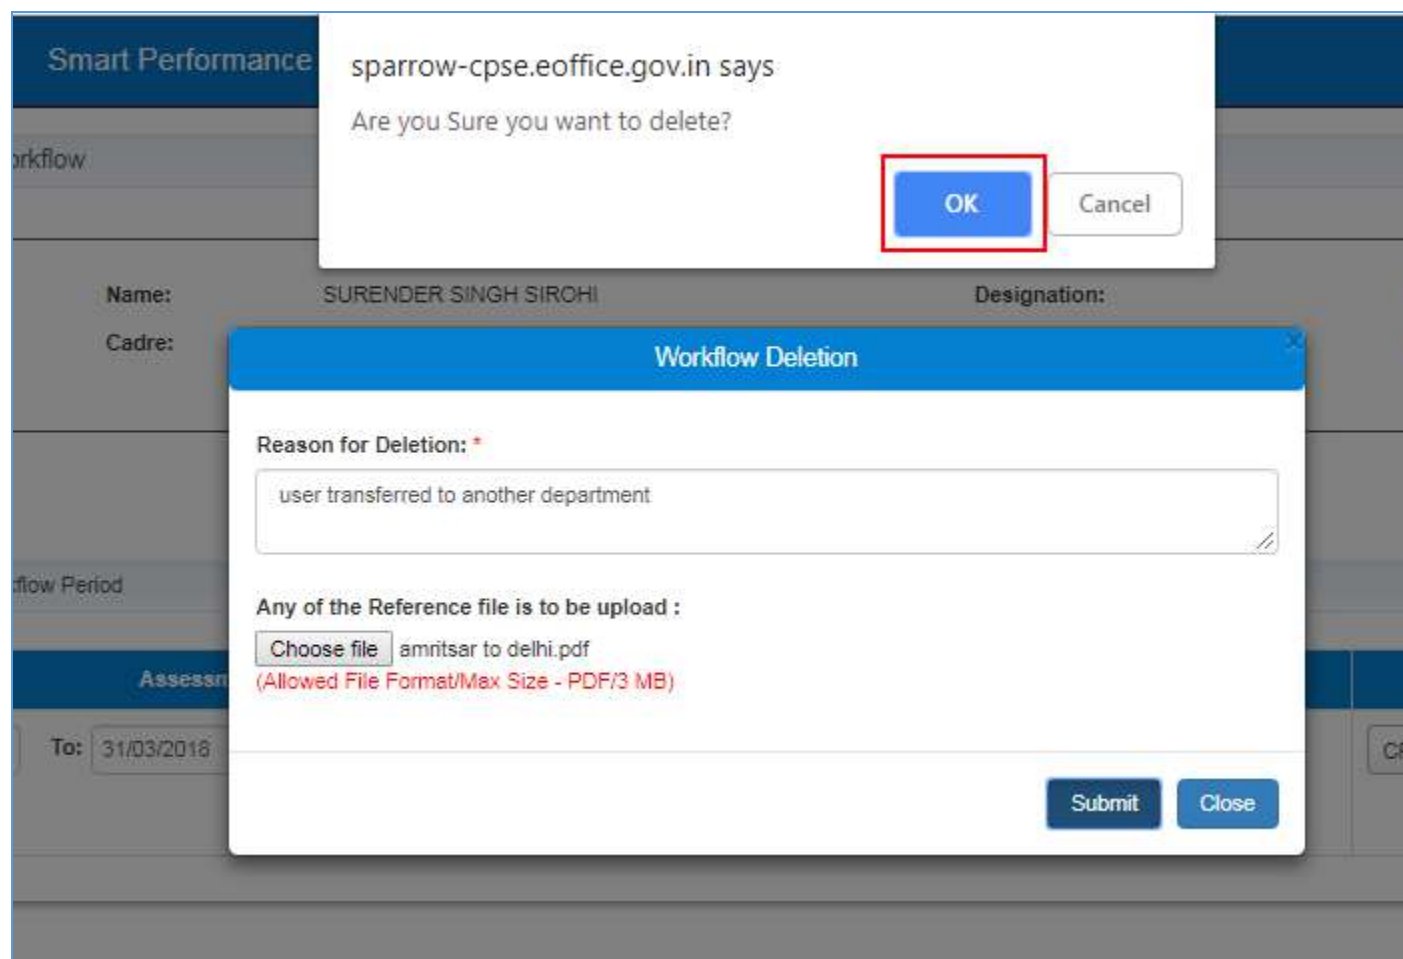 Smart Performance
sparrow-cpse.eoffice.gov.in says
Are you Sure you want to delete?
OK Cancel
orkflow
Name: SURENDER SINGH SIROHI Designation:
Cadre:
Workflow Deletion
×
Reason for Deletion: *
user transferred to another department
flow Period
Any of the Reference file is to be upload :
Choose file amritsar to delhi.pdf
(Allowed File Format/Max Size - PDF/3 MB)
Assessm
To: 31/03/2018
Submit Close